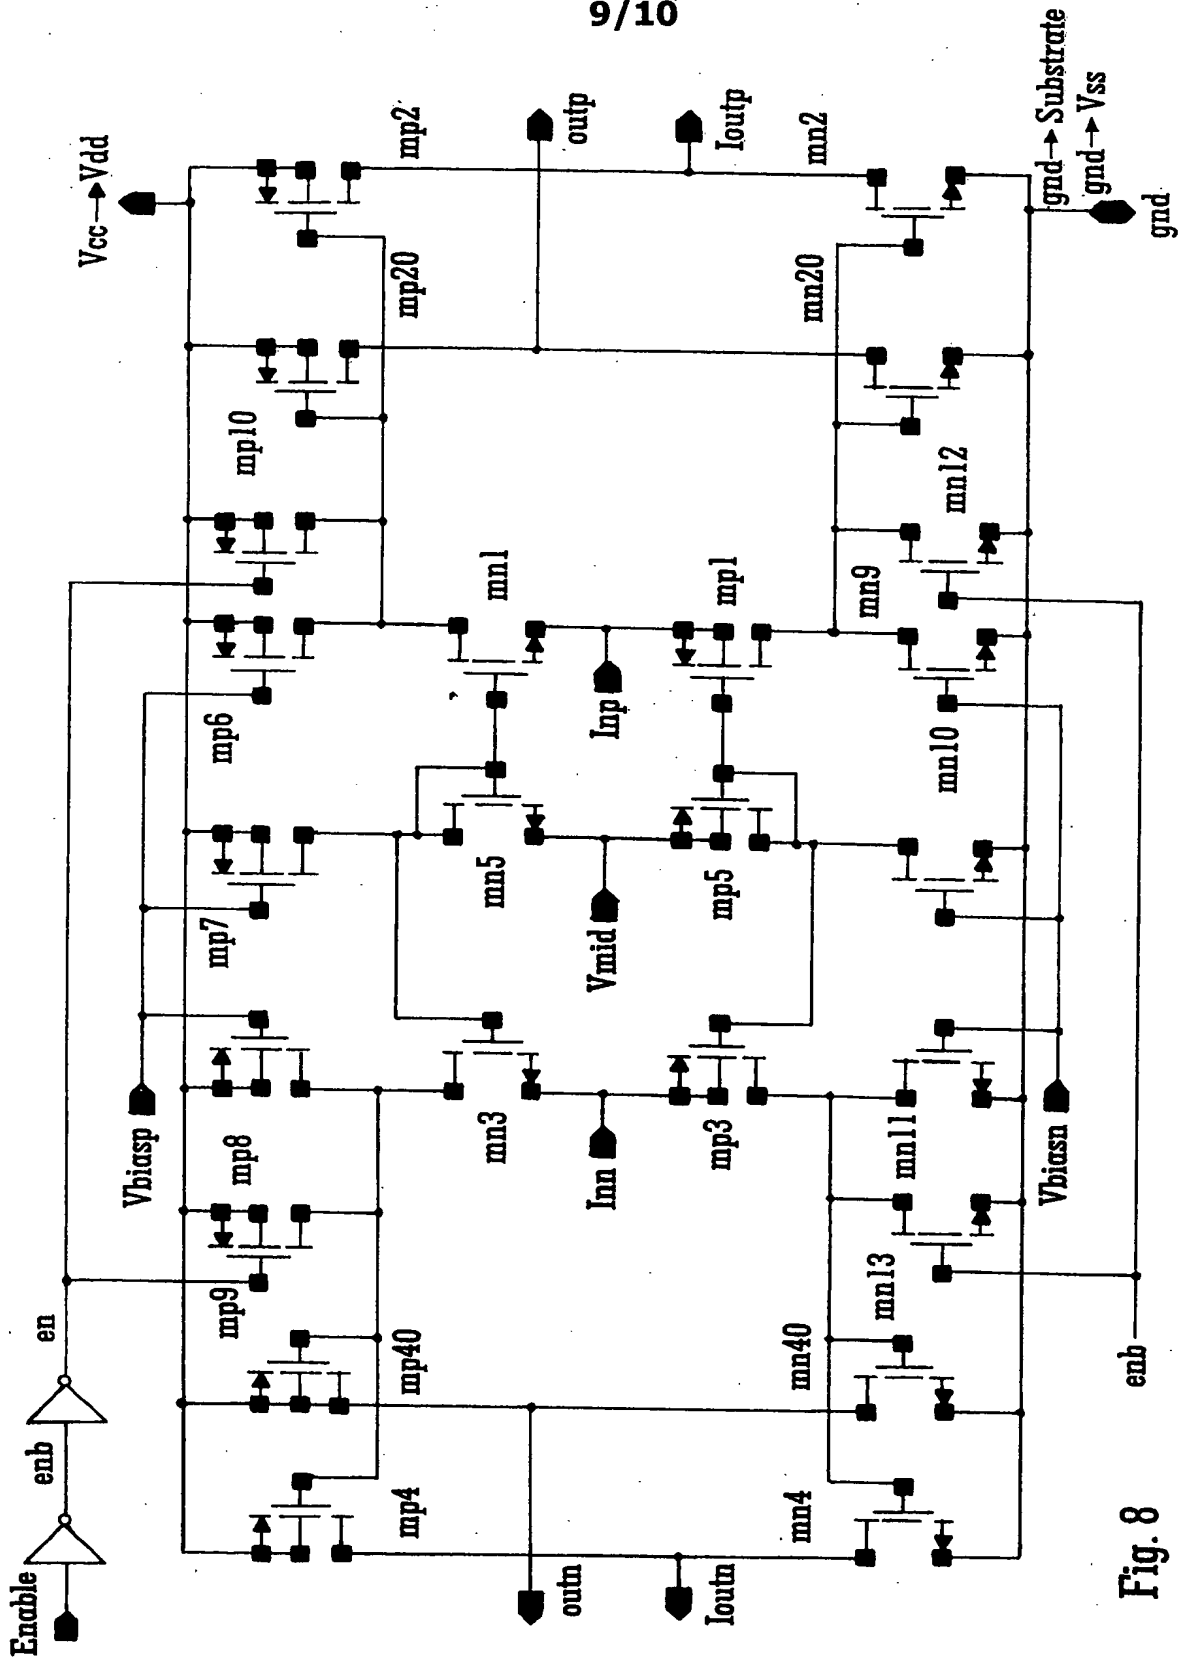 9/10
Enable
enb
en
Vcc→Vdd
Vbiasp
mp4
mp40
mp9
mp8
mp7
mp6
mp10
mp20
mp2
outn
Ioutn
Inn
mn3
mp3
Vmid
mn5
mp5
Inp
mn1
mp1
outp
Ioutp
mn4
mn40
mn13
mn11
mn10
mn9
mn12
mn20
mn2
enb
Vbiasn
gnd→Substrate
gnd→Vss
gnd
Fig. 8